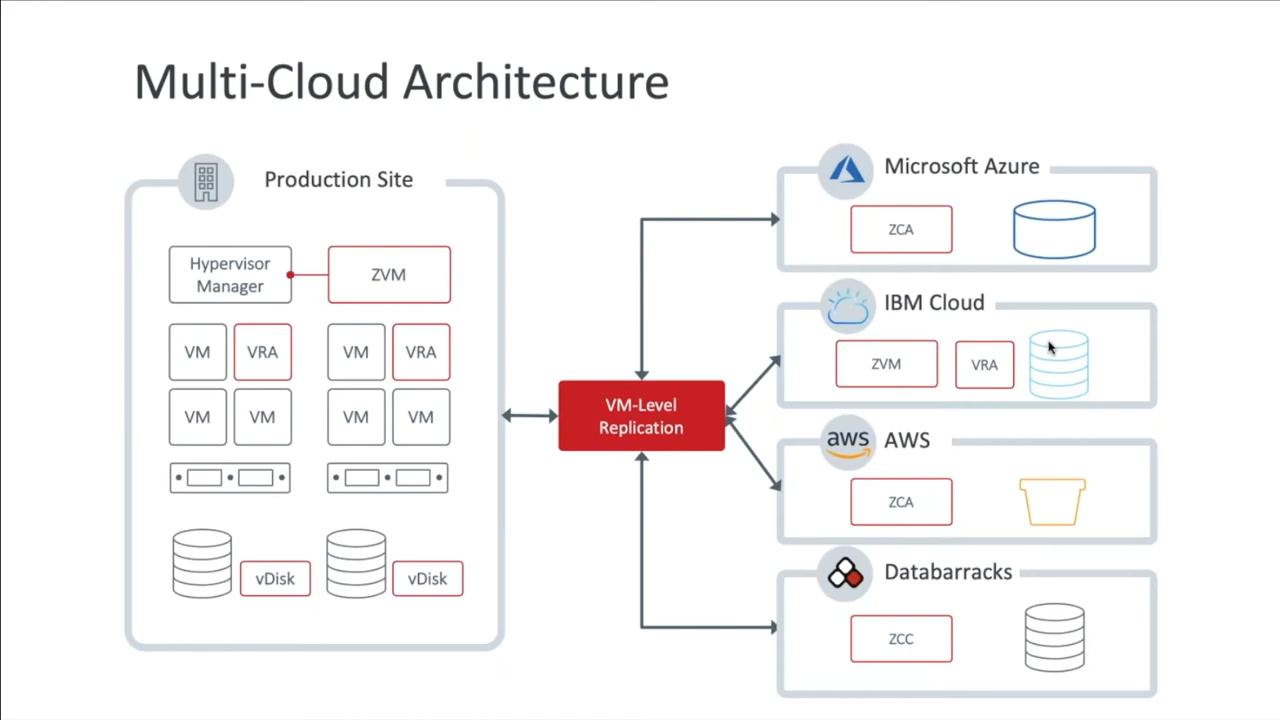 Multi-Cloud Architecture
Production Site
Hypervisor
Manager
ZVM
VM
VRA
VM
VRA
VM
VM
VM
VM
vDisk
vDisk
VM-Level
Replication
Microsoft Azure
ZCA
IBM Cloud
ZVM
VRA
aws
AWS
ZCA
Databarracks
ZCC